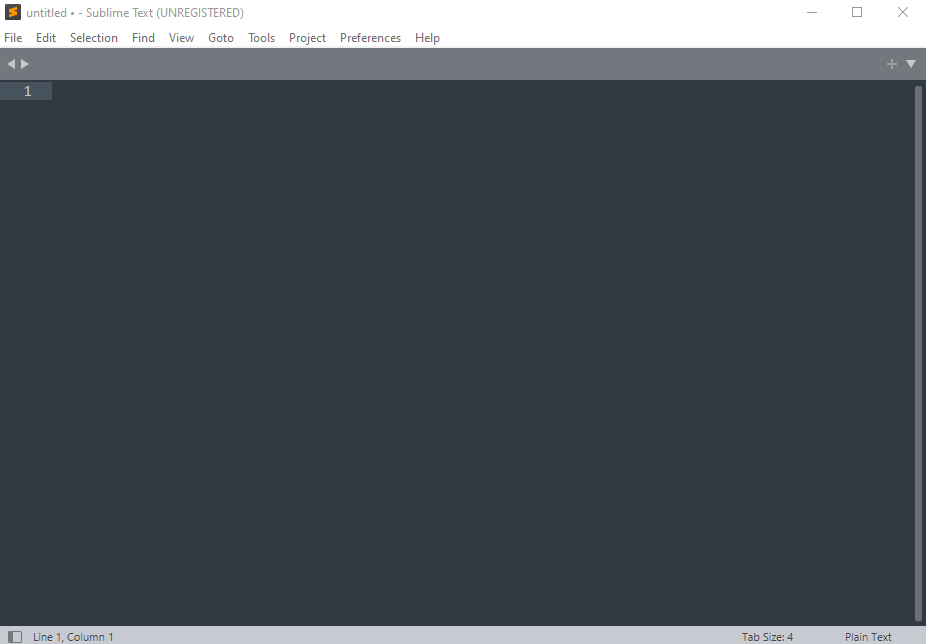 untitled • - Sublime Text (UNREGISTERED)
File Edit Selection Find View Goto Tools Project Preferences Help
1
Line 1, Column 1 Tab Size: 4 Plain Text